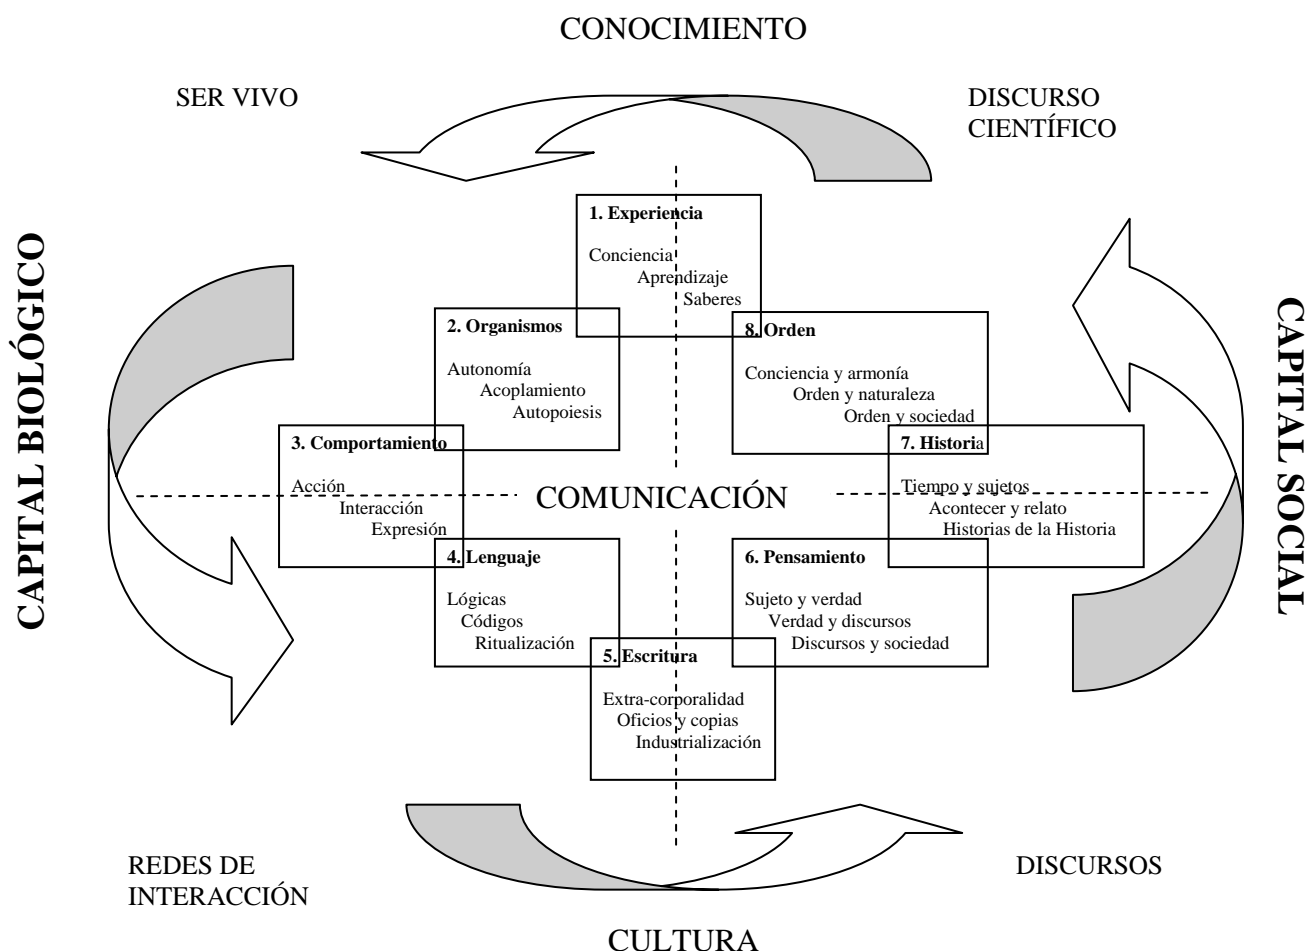 CONOCIMIENTO
SER VIVO
DISCURSO
CIENTÍFICO
CAPITAL BIOLÓGICO
CAPITAL SOCIAL
1. Experiencia
Conciencia
Aprendizaje
Saberes
2. Organismos
Autonomía
Acoplamiento
Autopoiesis
8. Orden
Conciencia y armonía
Orden y naturaleza
Orden y sociedad
3. Comportamiento
Acción
Interacción
Expresión
COMUNICACIÓN
7. Historia
Tiempo y sujetos
Acontecer y relato
Historias de la Historia
4. Lenguaje
Lógicas
Códigos
Ritualización
6. Pensamiento
Sujeto y verdad
Verdad y discursos
Discursos y sociedad
5. Escritura
Extra-corporalidad
Oficios y copias
Industrialización
REDES DE
INTERACCIÓN
DISCURSOS
CULTURA